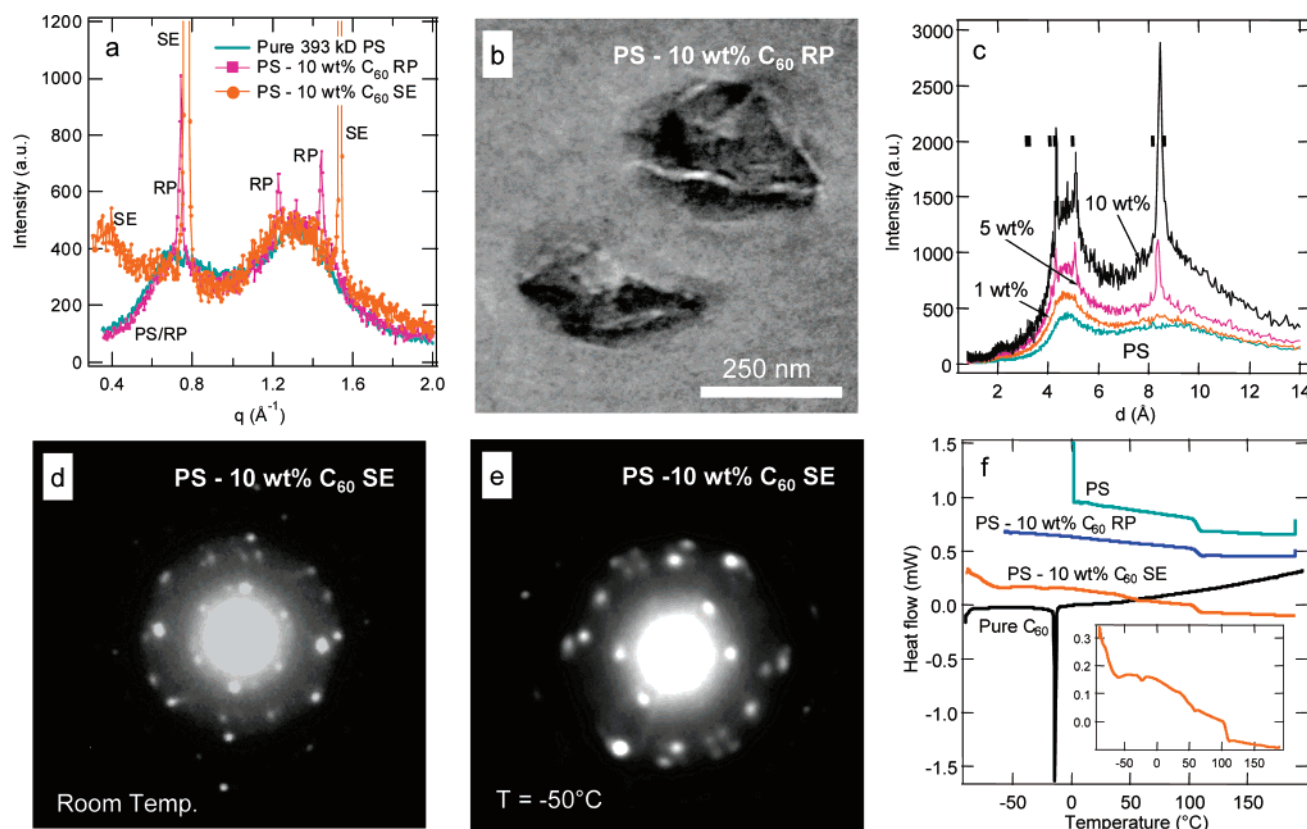 a
SE
SE
Pure 393 kD PS
PS - 10 wt% C60 RP
PS - 10 wt% C60 SE
RP
RP
RP
SE
PS/RP
1000
800
600
400
200
0
Intensity (a.u.)
0.4
0.8
1.2
1.6
2.0
q (Å-1)
b
PS - 10 wt% C60 RP
250 nm
c
3000
2500
2000
1500
1000
500
0
Intensity (a.u.)
10 wt%
5 wt%
1 wt%
PS
2
4
6
8
10
12
14
d (Å)
d
PS - 10 wt% C60 SE
Room Temp.
e
PS -10 wt% C60 SE
T = -50°C
f
1.5
1.0
0.5
0.0
-0.5
-1.0
-1.5
Heat flow (mW)
PS
PS - 10 wt% C60 RP
PS - 10 wt% C60 SE
Pure C60
0.3
0.2
0.1
0.0
-50
0
50
100
150
-50
0
50
100
150
Temperature (°C)